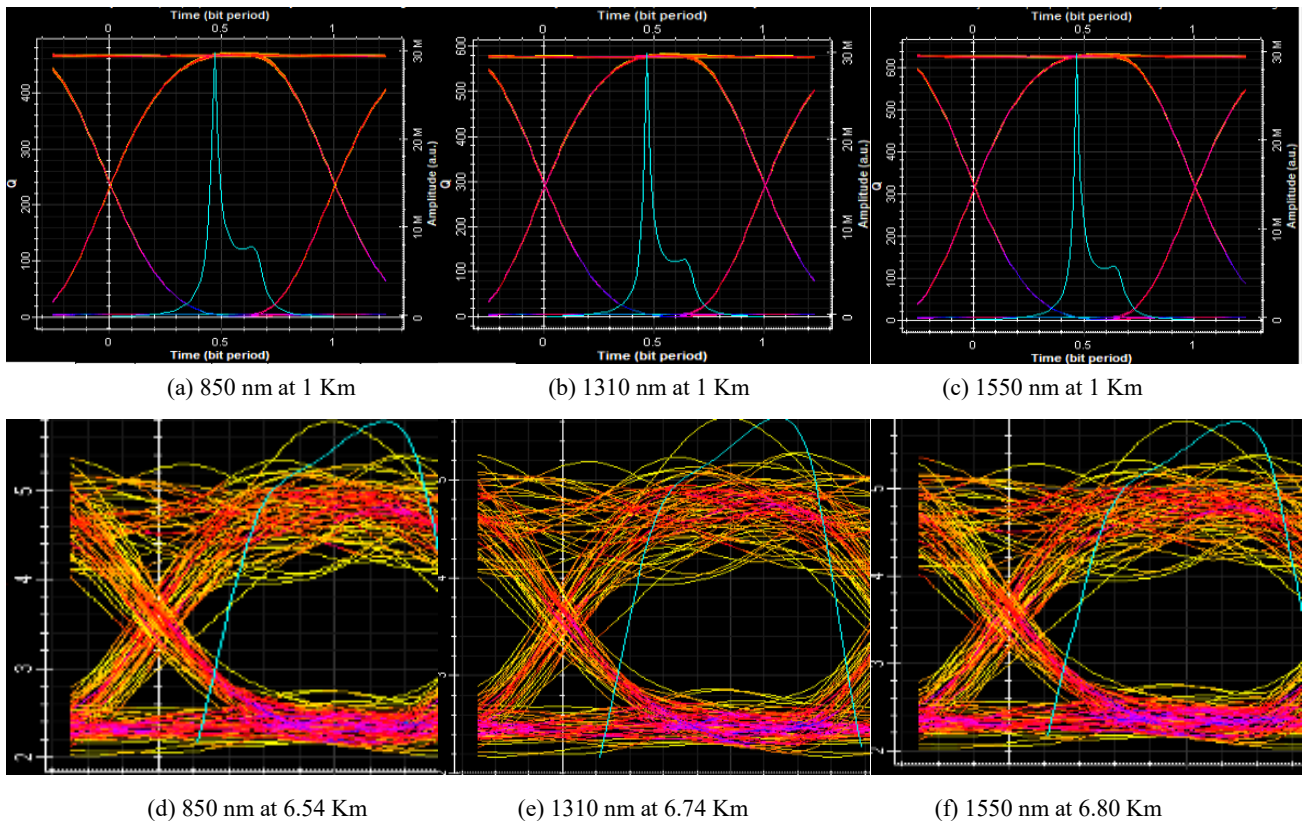 Time (bit period) Time (bit period) Time (bit period)
0 0.5 1 0 0.5 1 0 0.5 1
Q 0 100 200 300 400 Amplitude (a.u.) 0 10 M 20 M 30 M
Q 0 100 200 300 400 500 600 Amplitude (a.u.) 0 10 M 20 M 30 M
Q 0 100 200 300 400 500 600 Amplitude (a.u.) 0 10 M 20 M 30 M
0 0.5 1 0 0.5 1 0 0.5 1
Time (bit period) Time (bit period) Time (bit period)
(a) 850 nm at 1 Km (b) 1310 nm at 1 Km (c) 1550 nm at 1 Km
5 5 5
4 4 4
3 3 3
2 2 2
(d) 850 nm at 6.54 Km (e) 1310 nm at 6.74 Km (f) 1550 nm at 6.80 Km